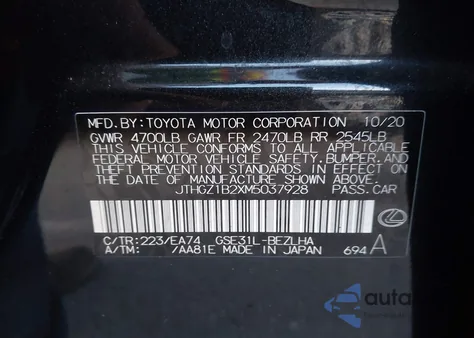 MFD. BY: TOYOTA MOTOR CORPORATION 10/20
GVWR 4700LB GAWR FR 2470LB RR 2545LB
THIS VEHICLE CONFORMS TO ALL APPLICABLE
FEDERAL MOTOR VEHICLE SAFETY, BUMPER, AND
THEFT PREVENTION STANDARDS IN EFFECT ON
THE DATE OF MANUFACTURE SHOWN ABOVE.
JTHGZ1B2XM5037928 PASS. CAR
C/TR: 223/EA74 GSE31L-BEZLHA
A/TM: /AA81E MADE IN JAPAN 694 A